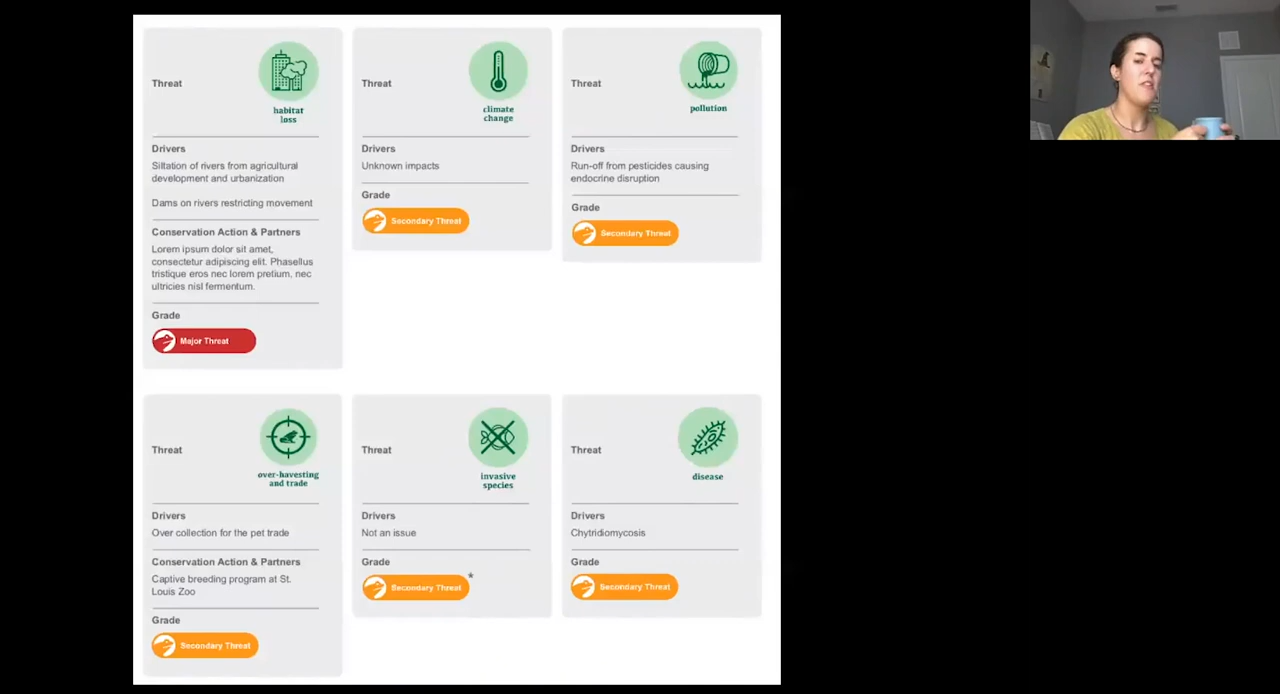 Threat
habitat
loss
Drivers
Siltation of rivers from agricultural
development and urbanization
Dams on rivers restricting movement
Conservation Action & Partners
Lorem ipsum dolor sit amet,
consectetur adipiscing elit. Phasellus
tristique eros nec lorem pretium, nec
ultricies nisl fermentum.
Grade
Major Threat
Threat
climate
change
Drivers
Unknown impacts
Grade
Secondary Threat
Threat
pollution
Drivers
Run-off from pesticides causing
endocrine disruption
Grade
Secondary Threat
Threat
over-havesting
and trade
Drivers
Over collection for the pet trade
Conservation Action & Partners
Captive breeding program at St.
Louis Zoo
Grade
Secondary Threat
Threat
invasive
species
Drivers
Not an issue
Grade
Secondary Threat *
Threat
disease
Drivers
Chytridiomycosis
Grade
Secondary Threat